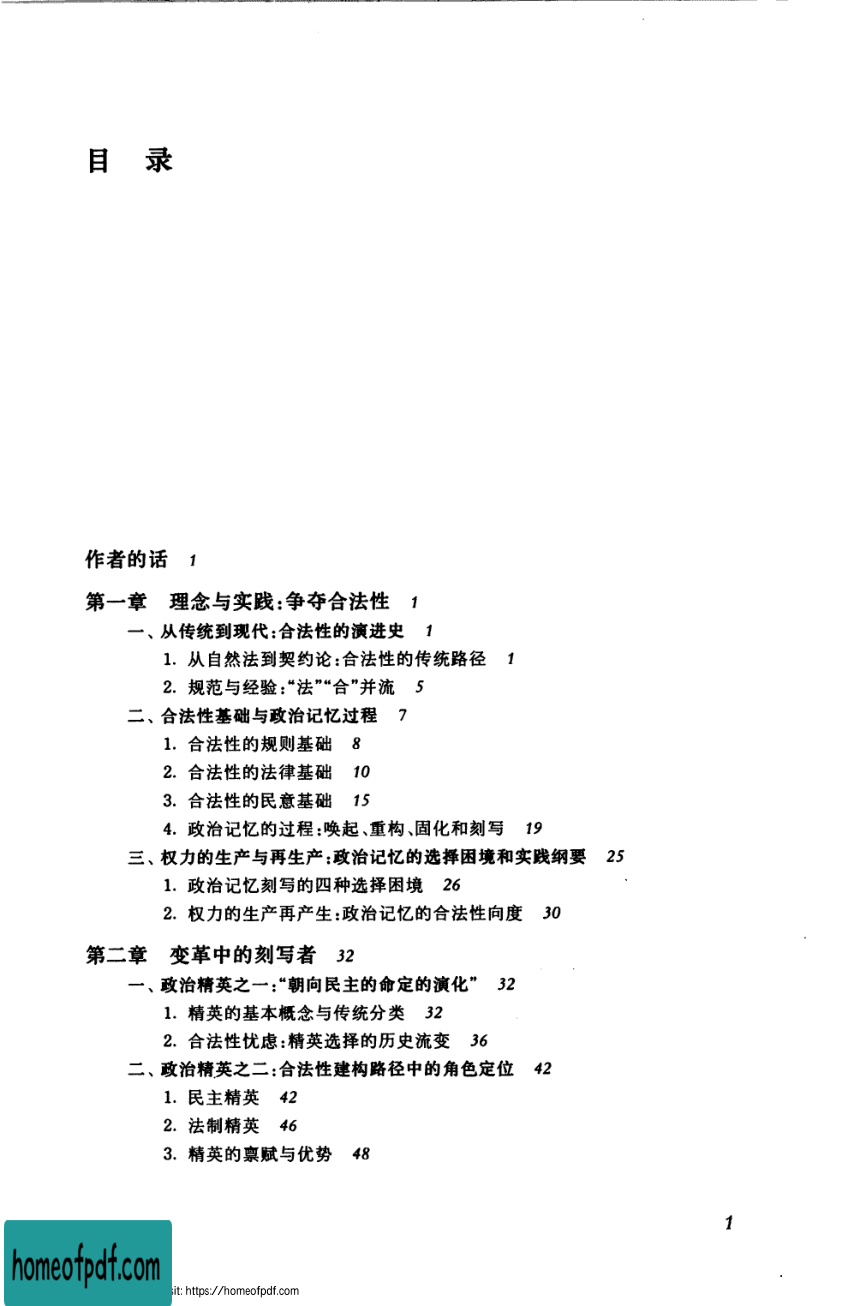 目 录
作者的话 1
第一章 理念与实践:争夺合法性 1
一、从传统到现代:合法性的演进史 1
1. 从自然法到契约论:合法性的传统路径 1
2. 规范与经验:“法”“合”并流 5
二、合法性基础与政治记忆过程 7
1. 合法性的规则基础 8
2. 合法性的法律基础 10
3. 合法性的民意基础 15
4. 政治记忆的过程:唤起、重构、固化和刻写 19
三、权力的生产与再生产:政治记忆的选择困境和实践纲要 25
1. 政治记忆刻写的四种选择困境 26
2. 权力的生产再产生:政治记忆的合法性向度 30
第二章 变革中的刻写者 32
一、政治精英之一:“朝向民主的命定的演化” 32
1. 精英的基本概念与传统分类 32
2. 合法性忧虑:精英选择的历史流变 36
二、政治精英之二:合法性建构路径中的角色定位 42
1. 民主精英 42
2. 法制精英 46
3. 精英的禀赋与优势 48
1
homeofpdf.com
sit: https://homeofpdf.com